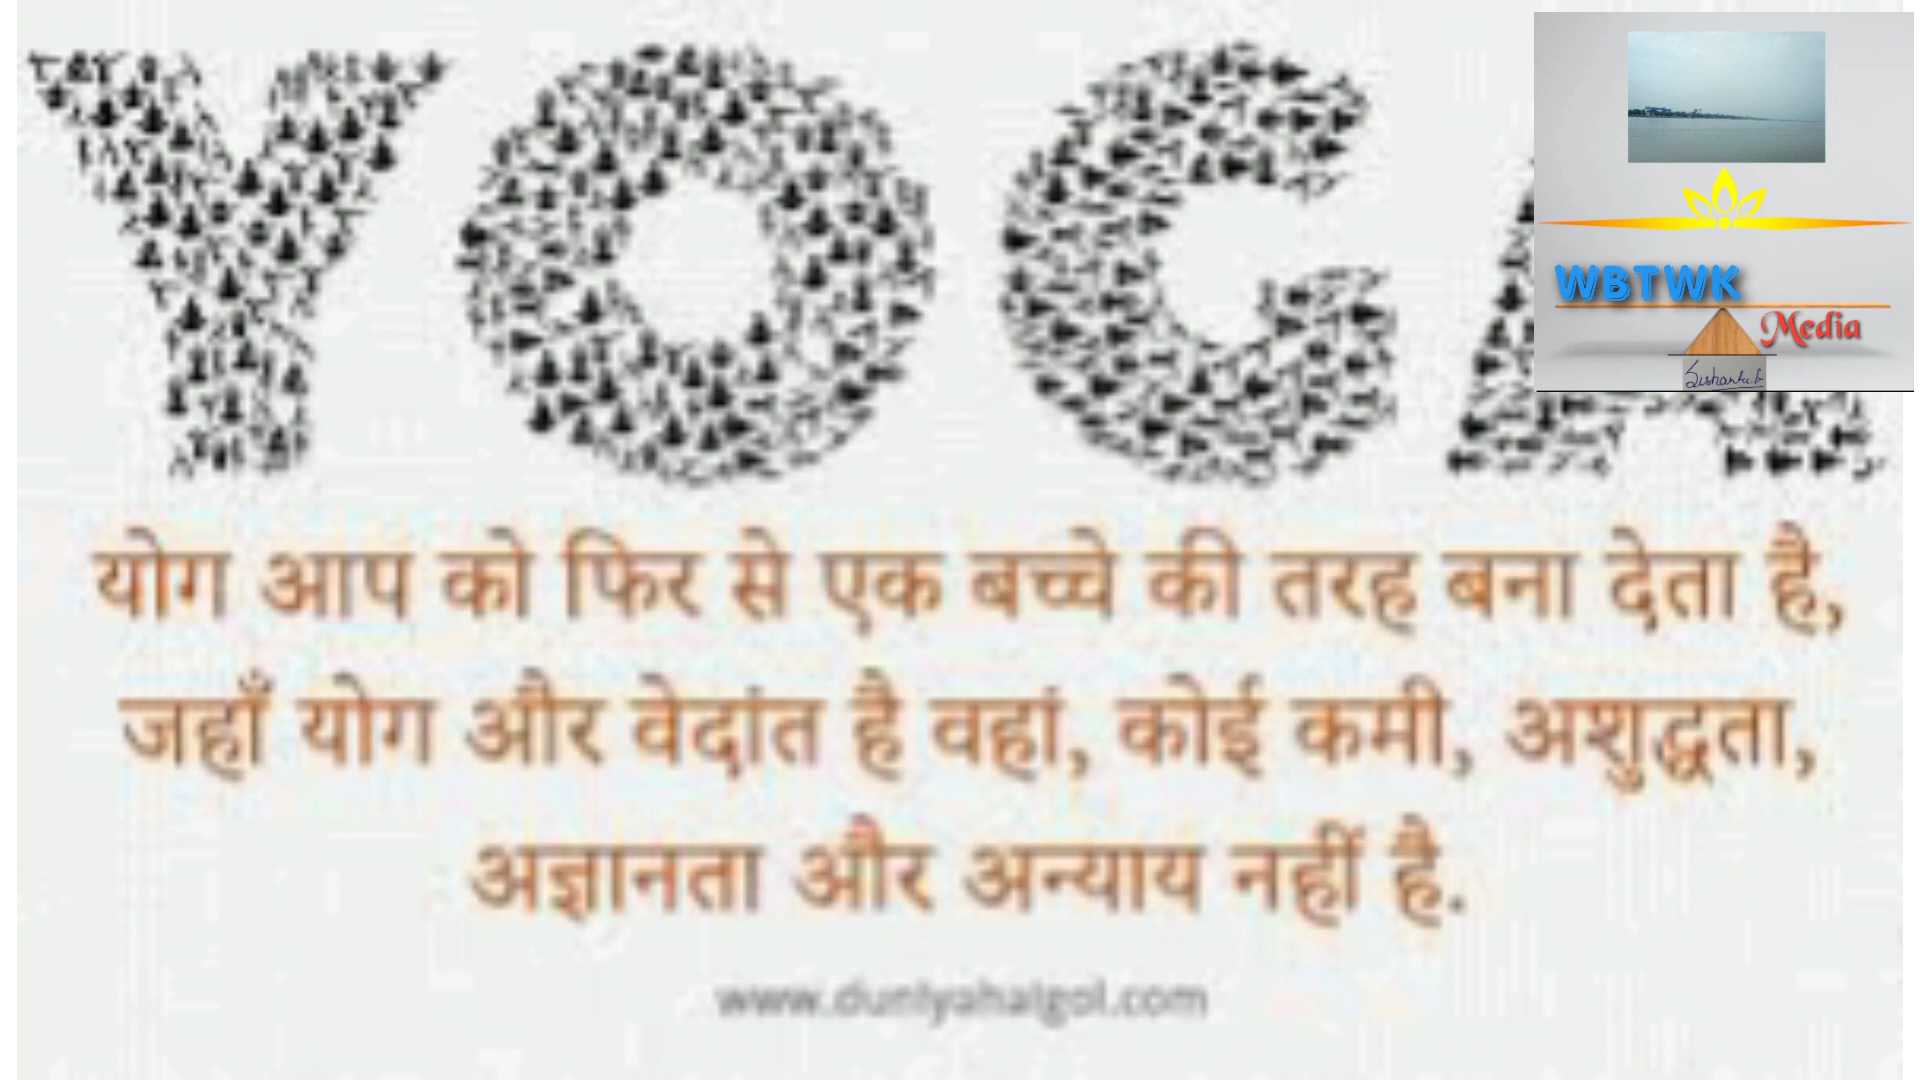 YOGA
WBTWK
Media
योग आप को फिर से एक बच्चे की तरह बना देता है,
जहाँ योग और वेदांत है वहां, कोई कमी, अशुद्धता,
अज्ञानता और अन्याय नहीं है.
www.duniyahaigol.com